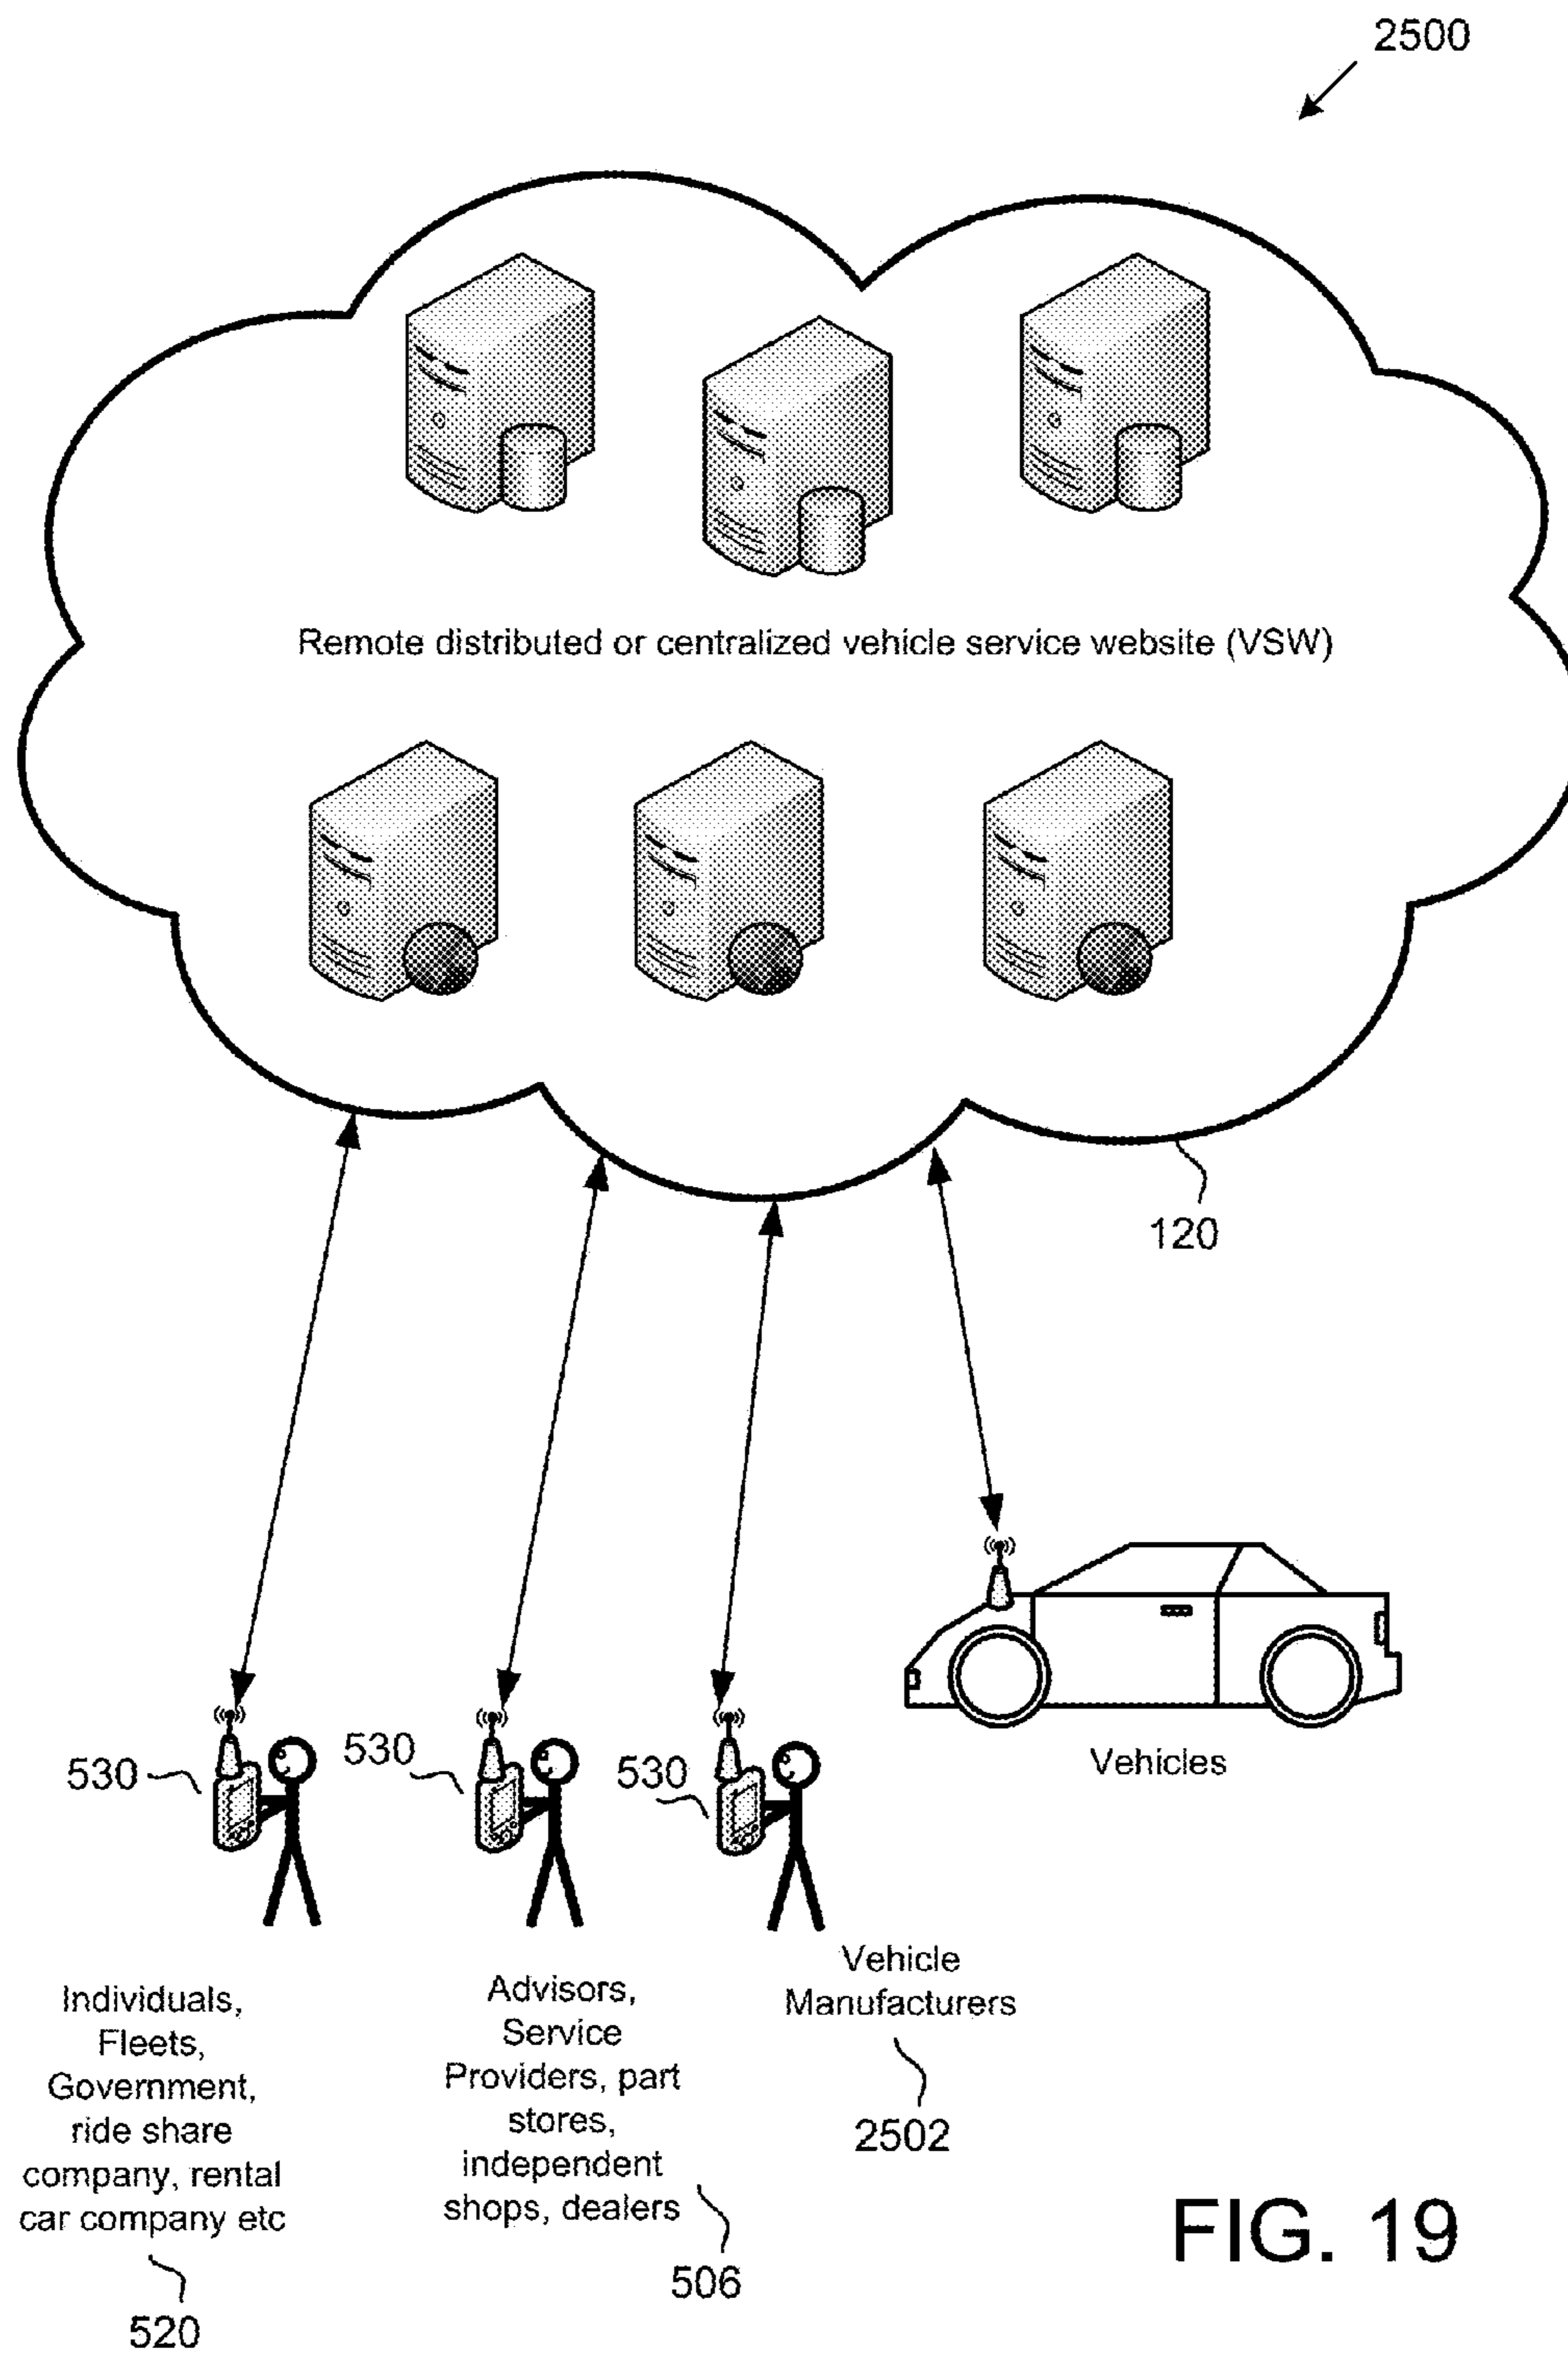 2500
Remote distributed or centralized vehicle service website (VSW)
120
530
530
530
Vehicles
Individuals,
Fleets,
Government,
ride share
company, rental
car company etc
520
Advisors,
Service
Providers, part
stores,
independent
shops, dealers
506
Vehicle
Manufacturers
2502
FIG. 19